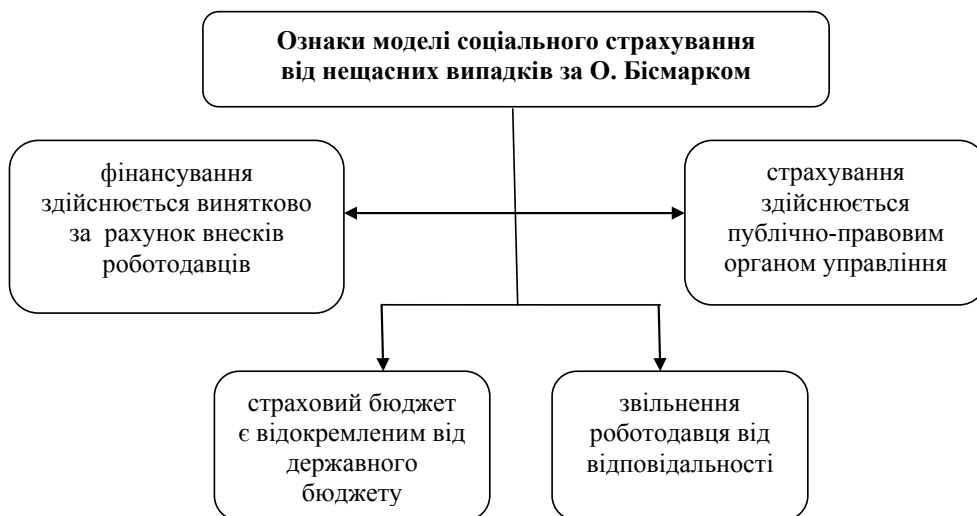 Ознаки моделі соціального страхування
від нещасних випадків за О. Бісмарком
фінансування
здійснюється винятково
за рахунок внесків
роботодавців
страхування
здійснюється
публічно-правовим
органом управління
страховий бюджет
є відокремленим від
державного
бюджету
звільнення
роботодавця від
відповідальності